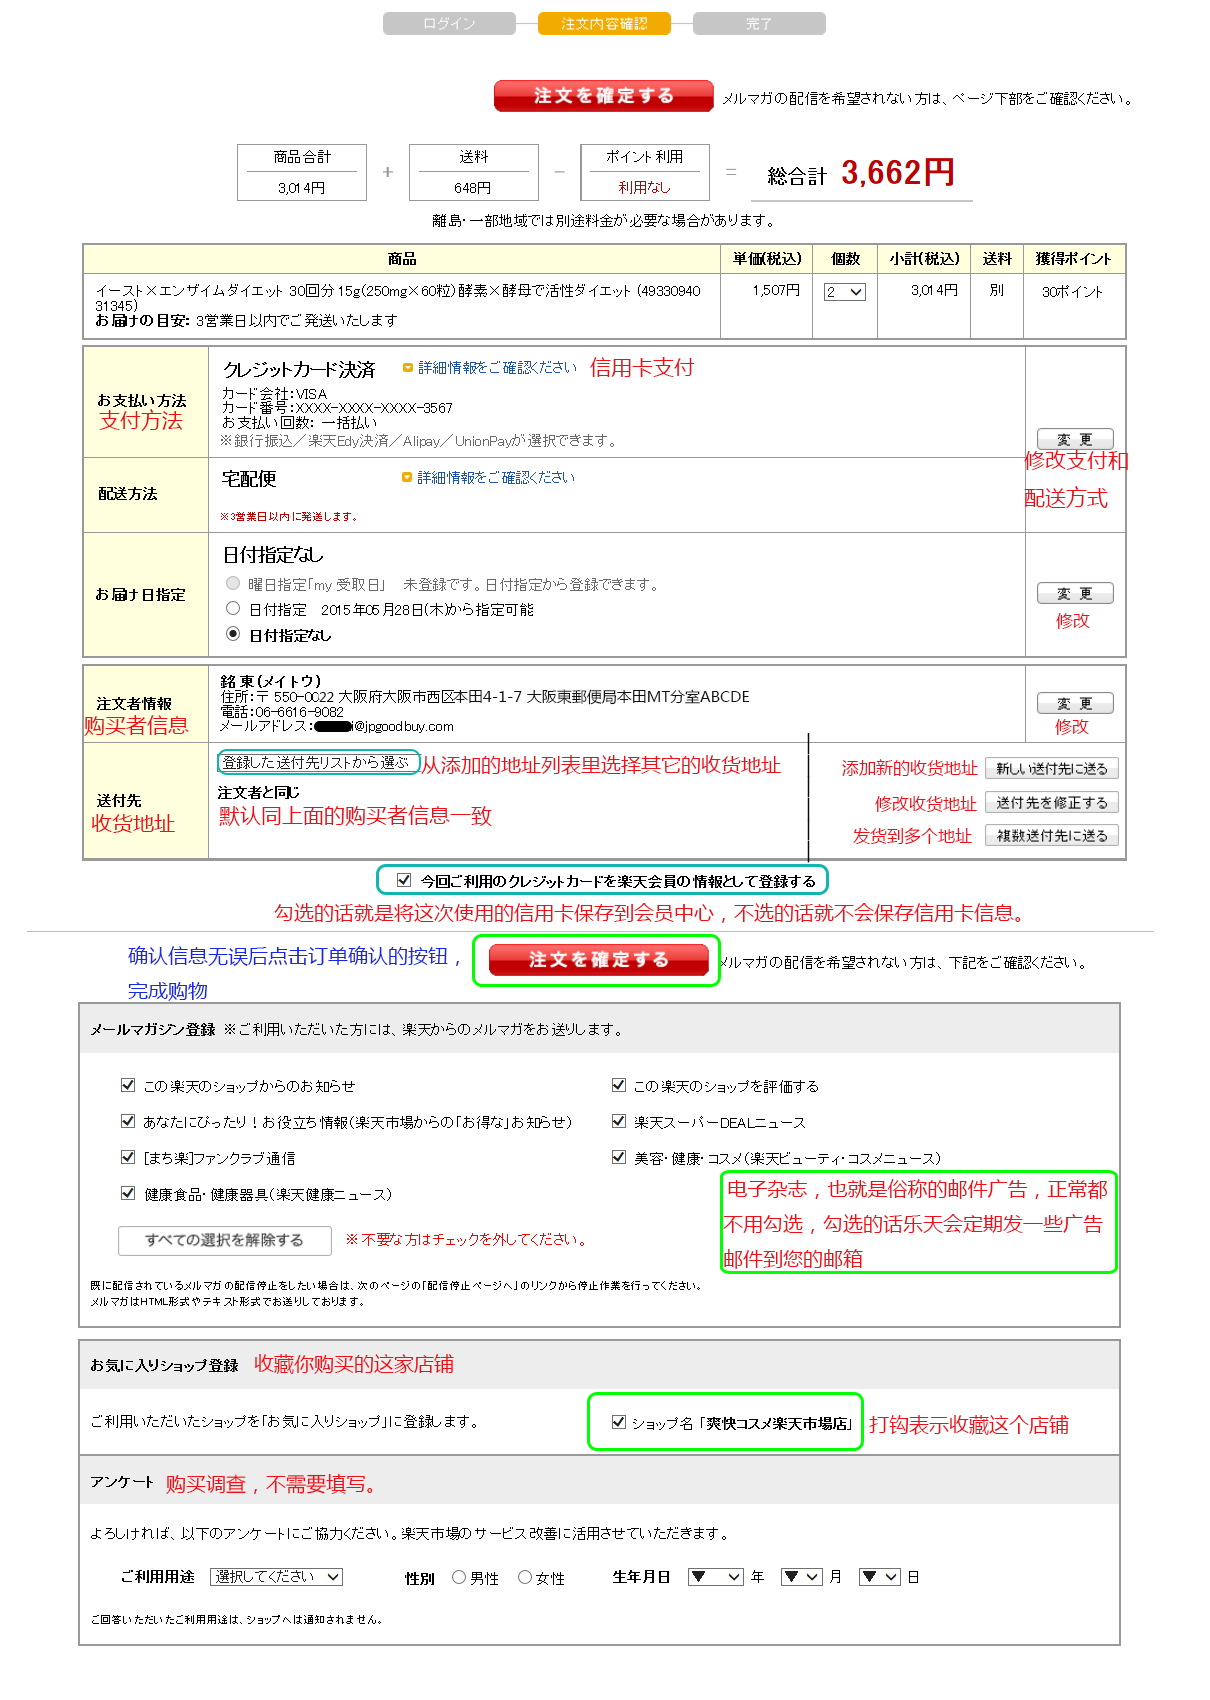 ログイン
注文内容確認
完了
注文を確定する
メルマガの配信を希望されない方は、ページ下部をご確認ください。
商品合計
3,014円
+
送料
648円
−
ポイント利用
利用なし
=
総合計 3,662円
離島・一部地域では別途料金が必要な場合があります。
商品 単価(税込) 個数 小計(税込) 送料 獲得ポイント
イースト×エンザイムダイエット 30回分 15g(250mg×60粒)酵素×酵母で活性ダイエット (49330940
31345)
お届けの目安: 3営業日以内でご発送いたします
1,507円 2 3,014円 別 30ポイント
お支払い方法
支付方法
クレジットカード決済 詳細情報をご確認ください 信用卡支付
カード会社:VISA
カード番号:XXXX-XXXX-XXXX-3567
お支払い回数: 一括払い
※銀行振込／楽天Edy決済／Alipay／UnionPayが選択できます。
変 更
修改支付和
配送方式
配送方法
宅配便 詳細情報をご確認ください
※3営業日以内に発送します。
お届け日指定
日付指定なし
曜日指定「my 受取日」 未登録です。日付指定から登録できます。
日付指定 2015年05月28日(木)から指定可能
日付指定なし
変 更
修改
注文者情報
购买者信息
銘 東(メイトウ)
住所:〒 550-0022 大阪府大阪市西区本田4-1-7 大阪東郵便局本田MT分室ABCDE
電話:06-6616-9082
メールアドレス: i@jpgoodbuy.com
変 更
修改
送付先
收货地址
登録した送付先リストから選ぶ 从添加的地址列表里选择其它的收货地址
注文者と同じ
默认同上面的购买者信息一致
添加新的收货地址 新しい送付先に送る
修改收货地址 送付先を修正する
发货到多个地址 複数送付先に送る
今回ご利用のクレジットカードを楽天会員の情報として登録する
勾选的话就是将这次使用的信用卡保存到会员中心，不选的话就不会保存信用卡信息。
确认信息无误后点击订单确认的按钮，
完成购物
注文を確定する
メルマガの配信を希望されない方は、下記をご確認ください。
メールマガジン登録 ※ご利用いただいた方には、楽天からのメルマガをお送りします。
この楽天のショップからのお知らせ
この楽天のショップを評価する
あなたにぴったり！お役立ち情報(楽天市場からの「お得な」お知らせ)
楽天スーパーDEALニュース
[まち楽]ファンクラブ通信
美容・健康・コスメ(楽天ビューティ・コスメニュース)
健康食品・健康器具(楽天健康ニュース)
电子杂志，也就是俗称的邮件广告，正常都
不用勾选，勾选的话乐天会定期发一些广告
邮件到您的邮箱
すべての選択を解除する ※不要な方はチェックを外してください。
既に配信されているメルマガの配信停止をしたい場合は、次のページの「配信停止ページへ」のリンクから停止作業を行ってください。
メルマガはHTML形式やテキスト形式でお送りしております。
お気に入りショップ登録 收藏你购买的这家店铺
ご利用いただいたショップを「お気に入りショップ」に登録します。
ショップ名「爽快コスメ楽天市場店」 打钩表示收藏这个店铺
アンケート 购买调查，不需要填写。
よろしければ、以下のアンケートにご協力ください。楽天市場のサービス改善に活用させていただきます。
ご利用用途 選択してください 性別 男性 女性 生年月日 ▼ 年 ▼ 月 ▼ 日
ご回答いただいたご利用用途は、ショップへは通知されません。